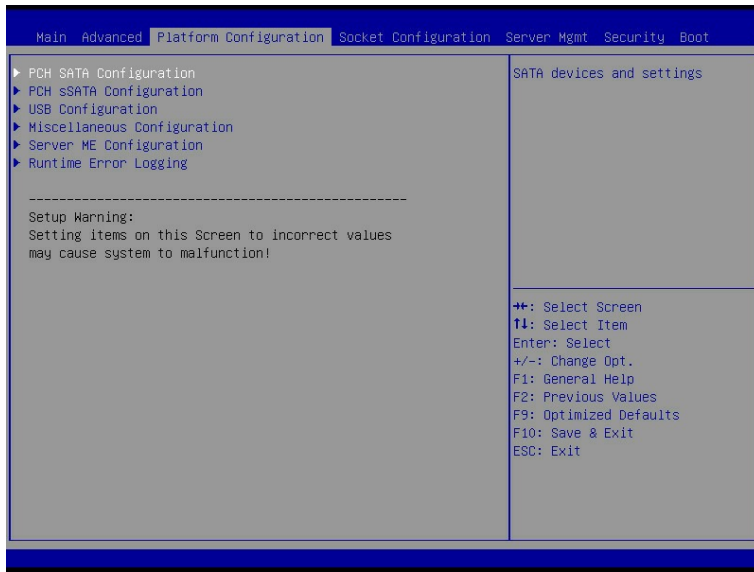 Main Advanced Platform Configuration Socket Configuration Server Mgmt Security Boot
PCH SATA Configuration
PCH sSATA Configuration
USB Configuration
Miscellaneous Configuration
Server ME Configuration
Runtime Error Logging
--------------------------------------------------
Setup Warning:
Setting items on this Screen to incorrect values
may cause system to malfunction!
SATA devices and settings
→←: Select Screen
↑↓: Select Item
Enter: Select
+/-: Change Opt.
F1: General Help
F2: Previous Values
F9: Optimized Defaults
F10: Save & Exit
ESC: Exit